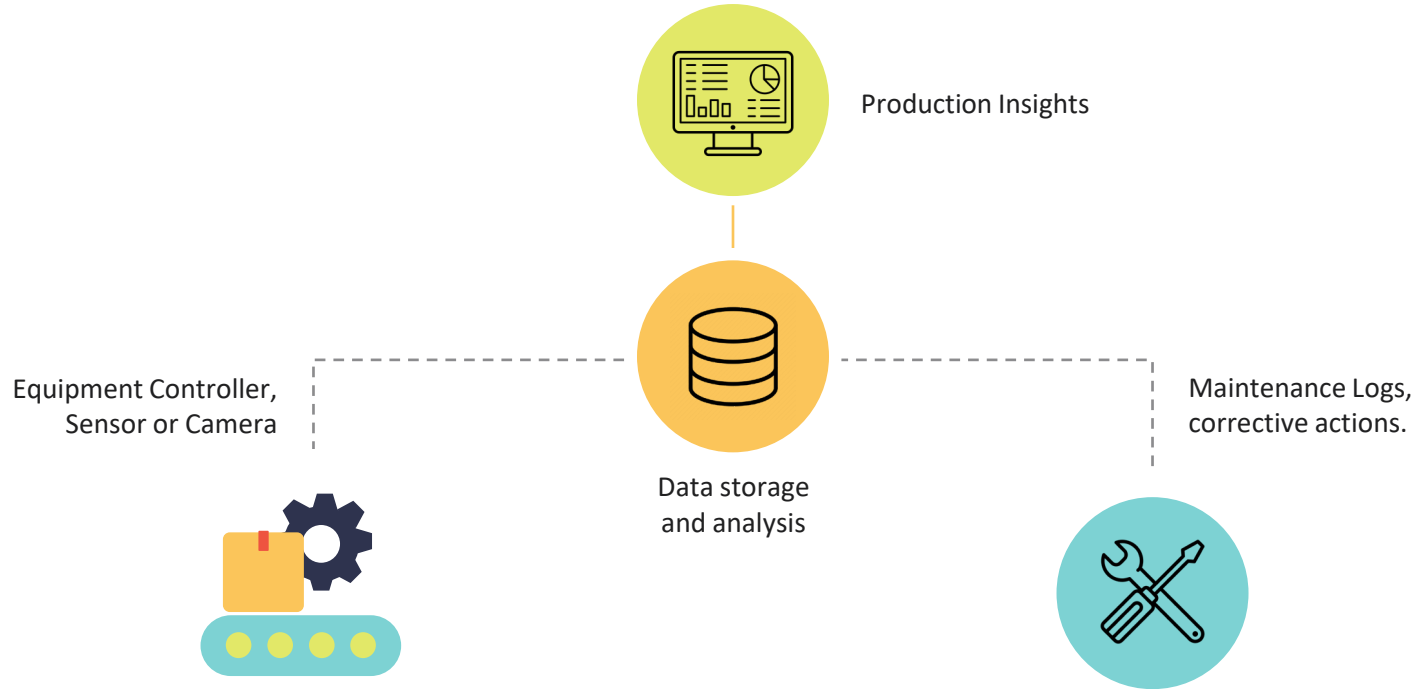 Production Insights
Equipment Controller,
Sensor or Camera
Data storage
and analysis
Maintenance Logs,
corrective actions.